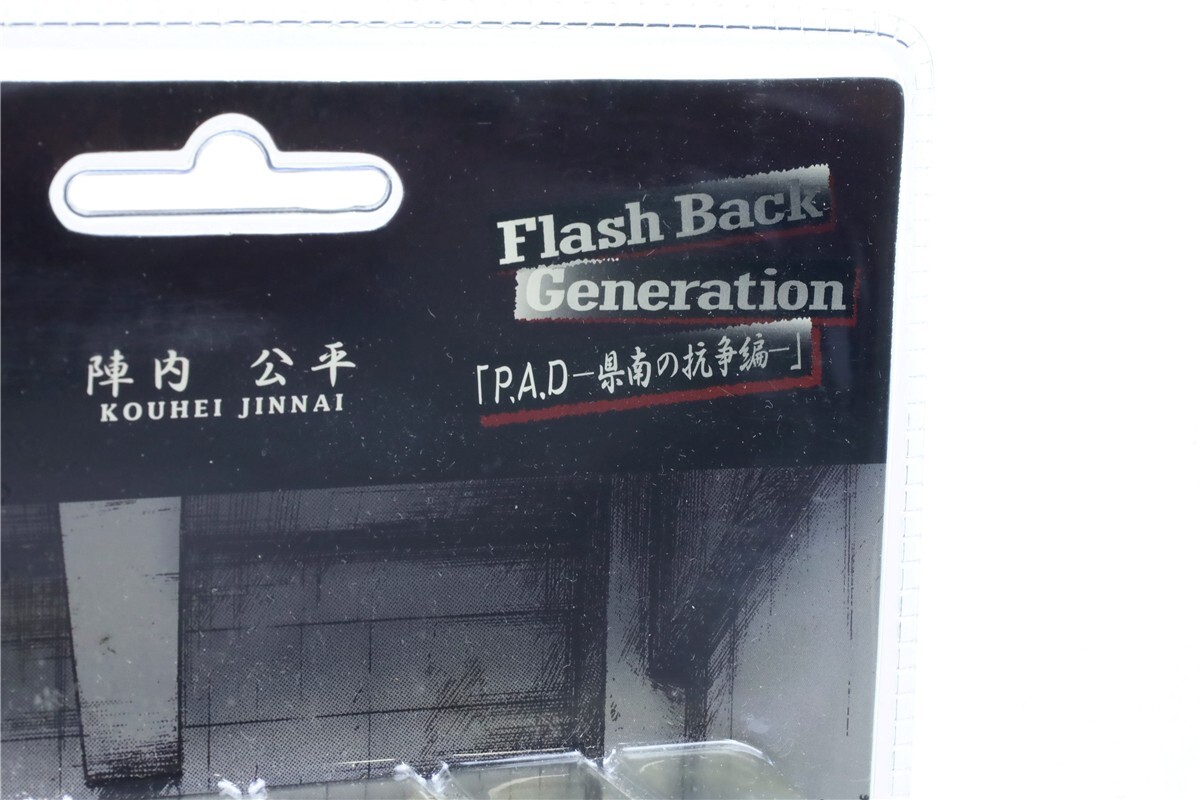 Flash Back
Generation
「P.A.D－県南の抗争編－」
陣内 公平
KOUHEI JINNAI